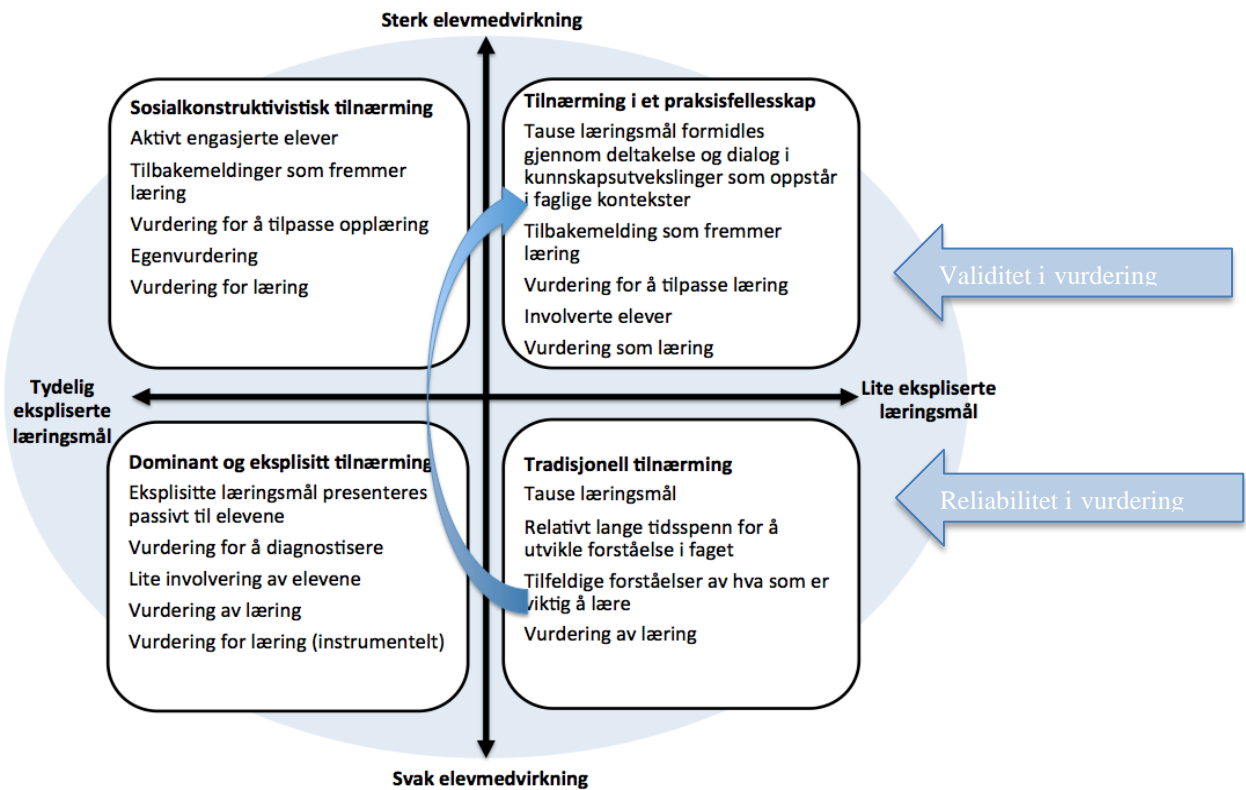 Sterk elevmedvirkning
Sosialkonstruktivistisk tilnærming
Aktivt engasjerte elever
Tilbakemeldinger som fremmer
læring
Vurdering for å tilpasse opplæring
Egenvurdering
Vurdering for læring
Tilnærming i et praksisfellesskap
Tause læringsmål formidles
gjennom deltakelse og dialog i
kunnskapsutvekslinger som oppstår
i faglige kontekster
Tilbakemelding som fremmer
læring
Vurdering for å tilpasse læring
Involverte elever
Vurdering som læring
Validitet i vurdering
Tydelig
ekspliserte
læringsmål
Lite ekspliserte
læringsmål
Dominant og eksplisitt tilnærming
Eksplisitte læringsmål presenteres
passivt til elevene
Vurdering for å diagnostisere
Lite involvering av elevene
Vurdering av læring
Vurdering for læring (instrumentelt)
Tradisjonell tilnærming
Tause læringsmål
Relativt lange tidsspenn for å
utvikle forståelse i faget
Tilfeldige forståelser av hva som er
viktig å lære
Vurdering av læring
Reliabilitet i vurdering
Svak elevmedvirkning